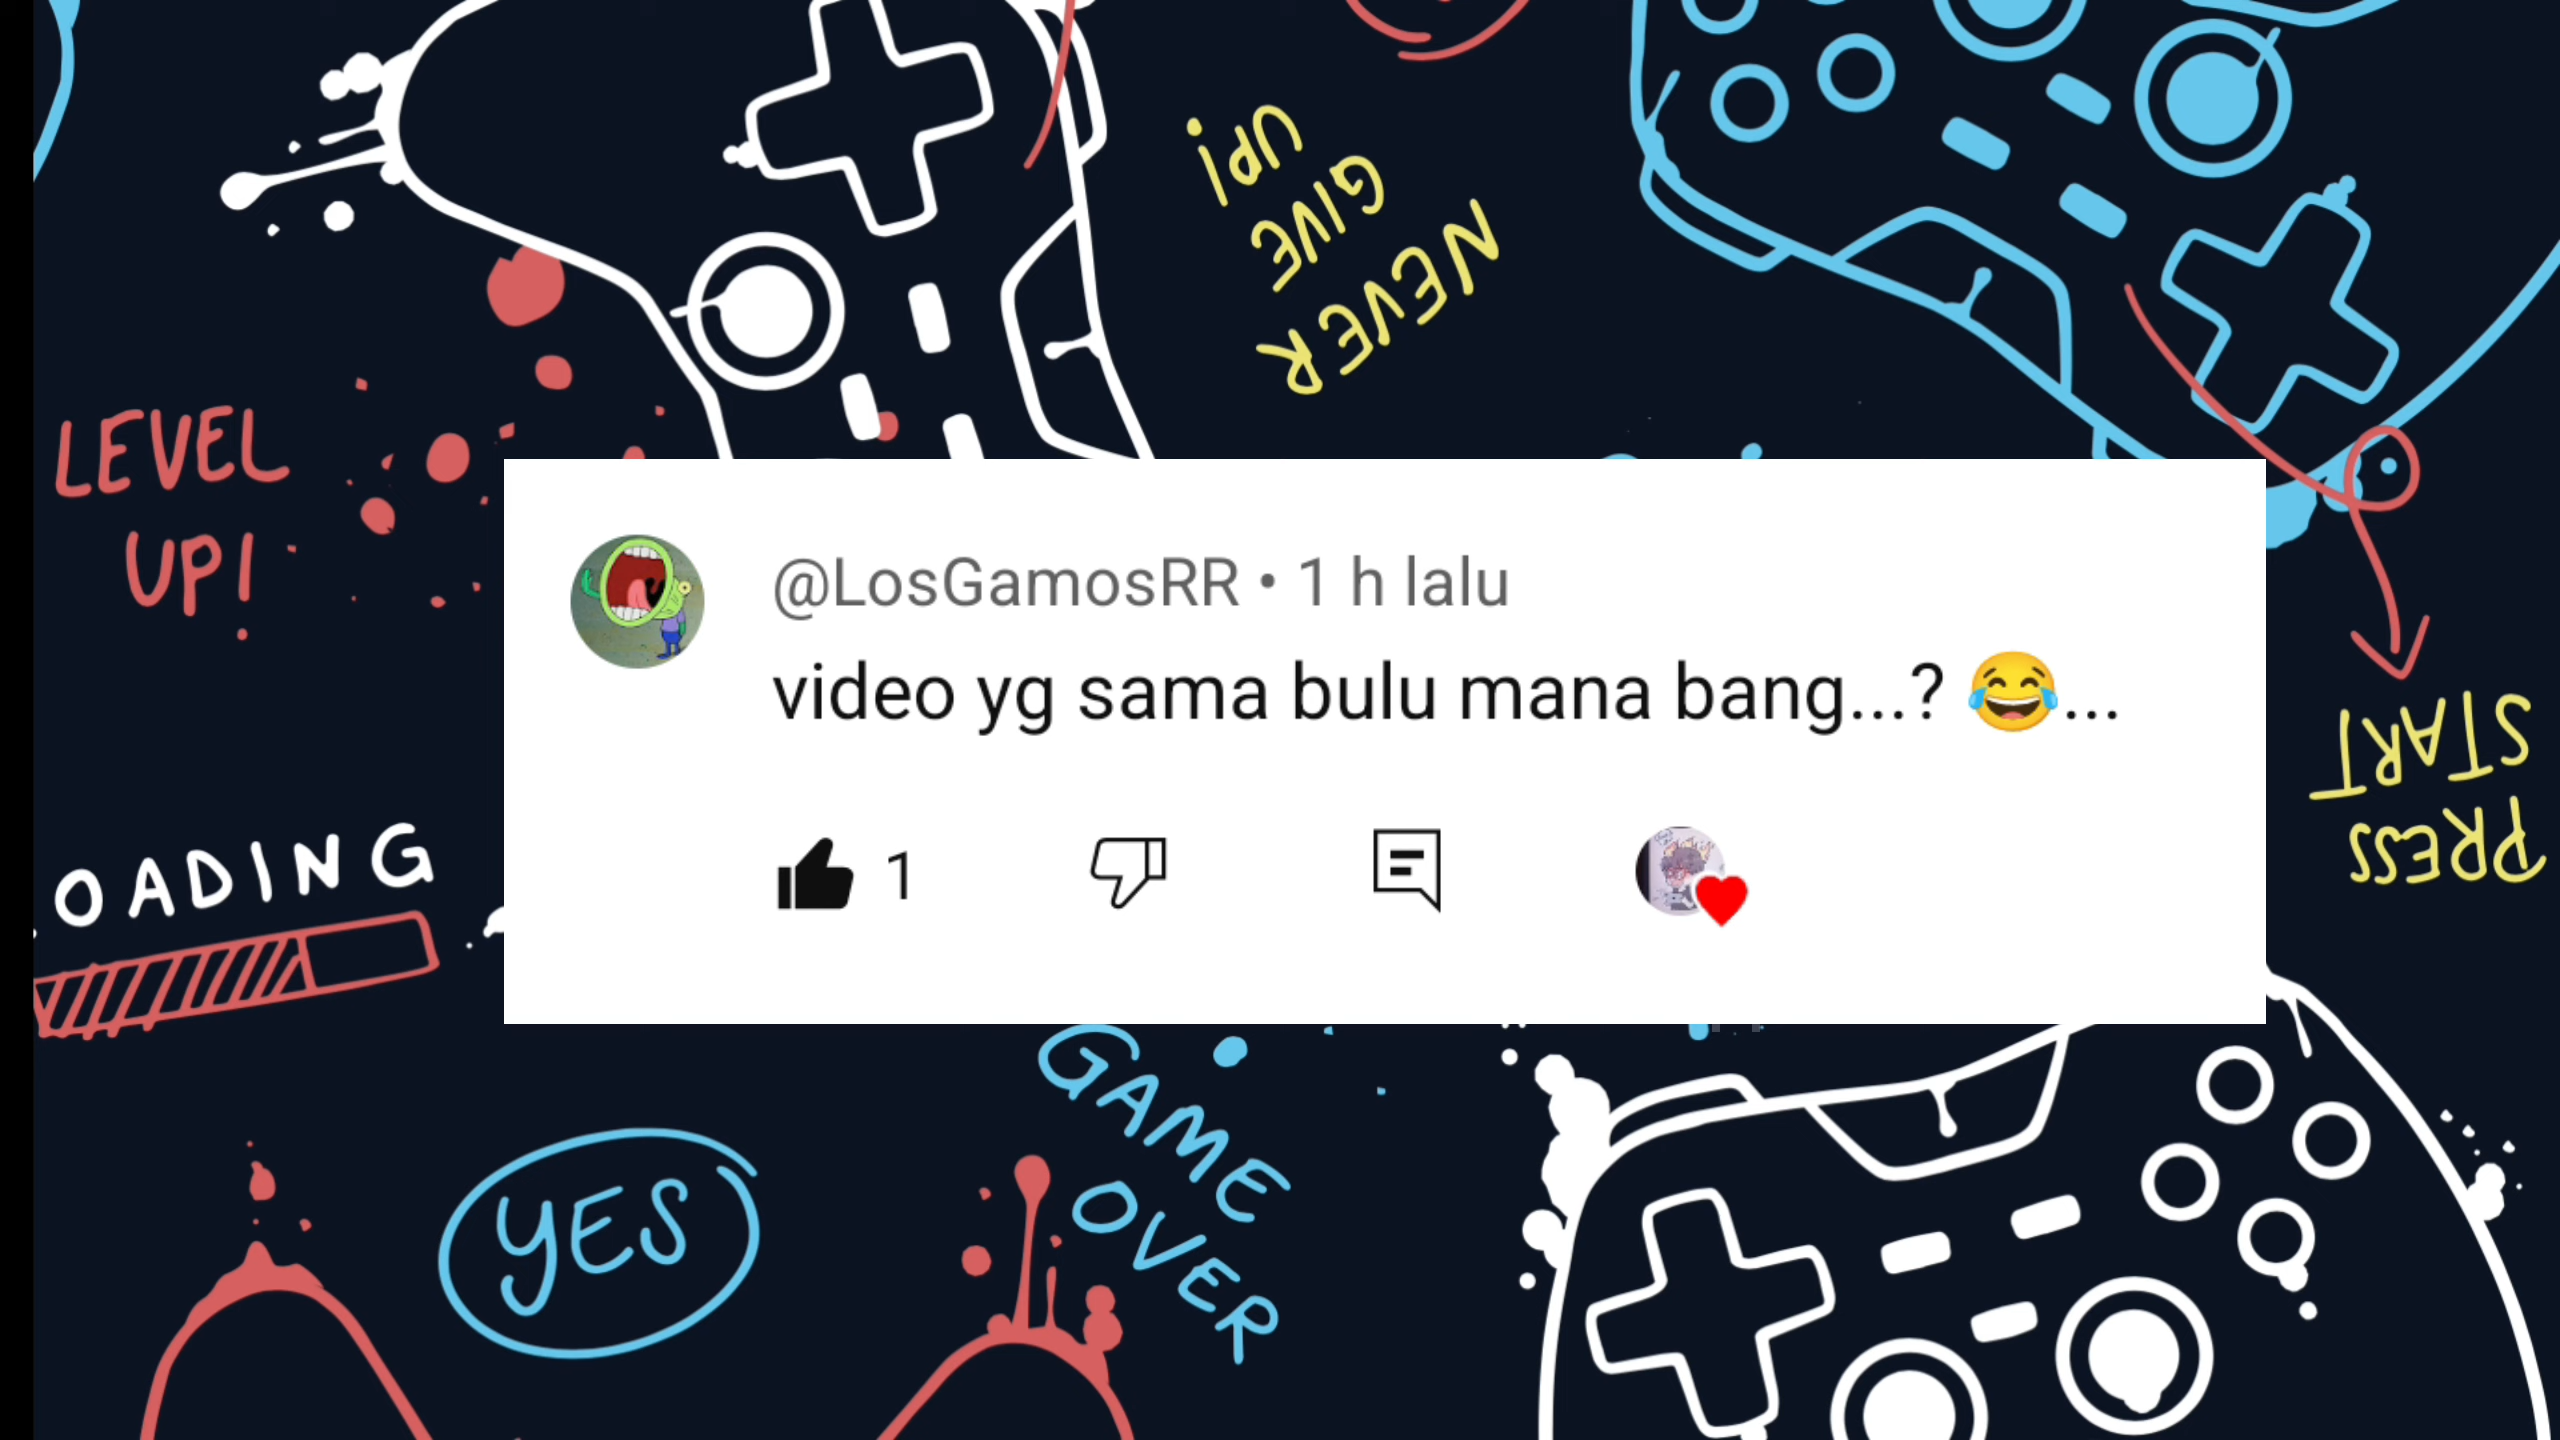 UP!
GIVE
NEVER
LEVEL
UP!
@LosGamosRR • 1 h lalu
video yg sama bulu mana bang...? 😂...
1
START
PRESS
OADING
GAME
OVER
YES